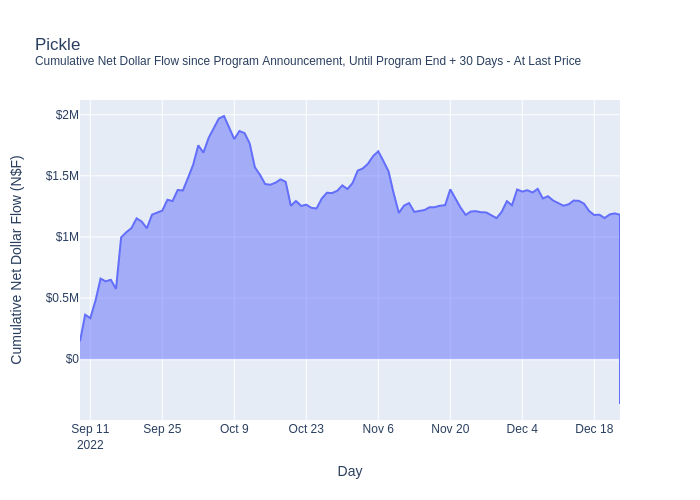 Pickle
Cumulative Net Dollar Flow since Program Announcement, Until Program End + 30 Days - At Last Price
Cumulative Net Dollar Flow (N$F)
$2M
$1.5M
$1M
$0.5M
$0
Sep 11
2022
Sep 25
Oct 9
Oct 23
Nov 6
Nov 20
Dec 4
Dec 18
Day